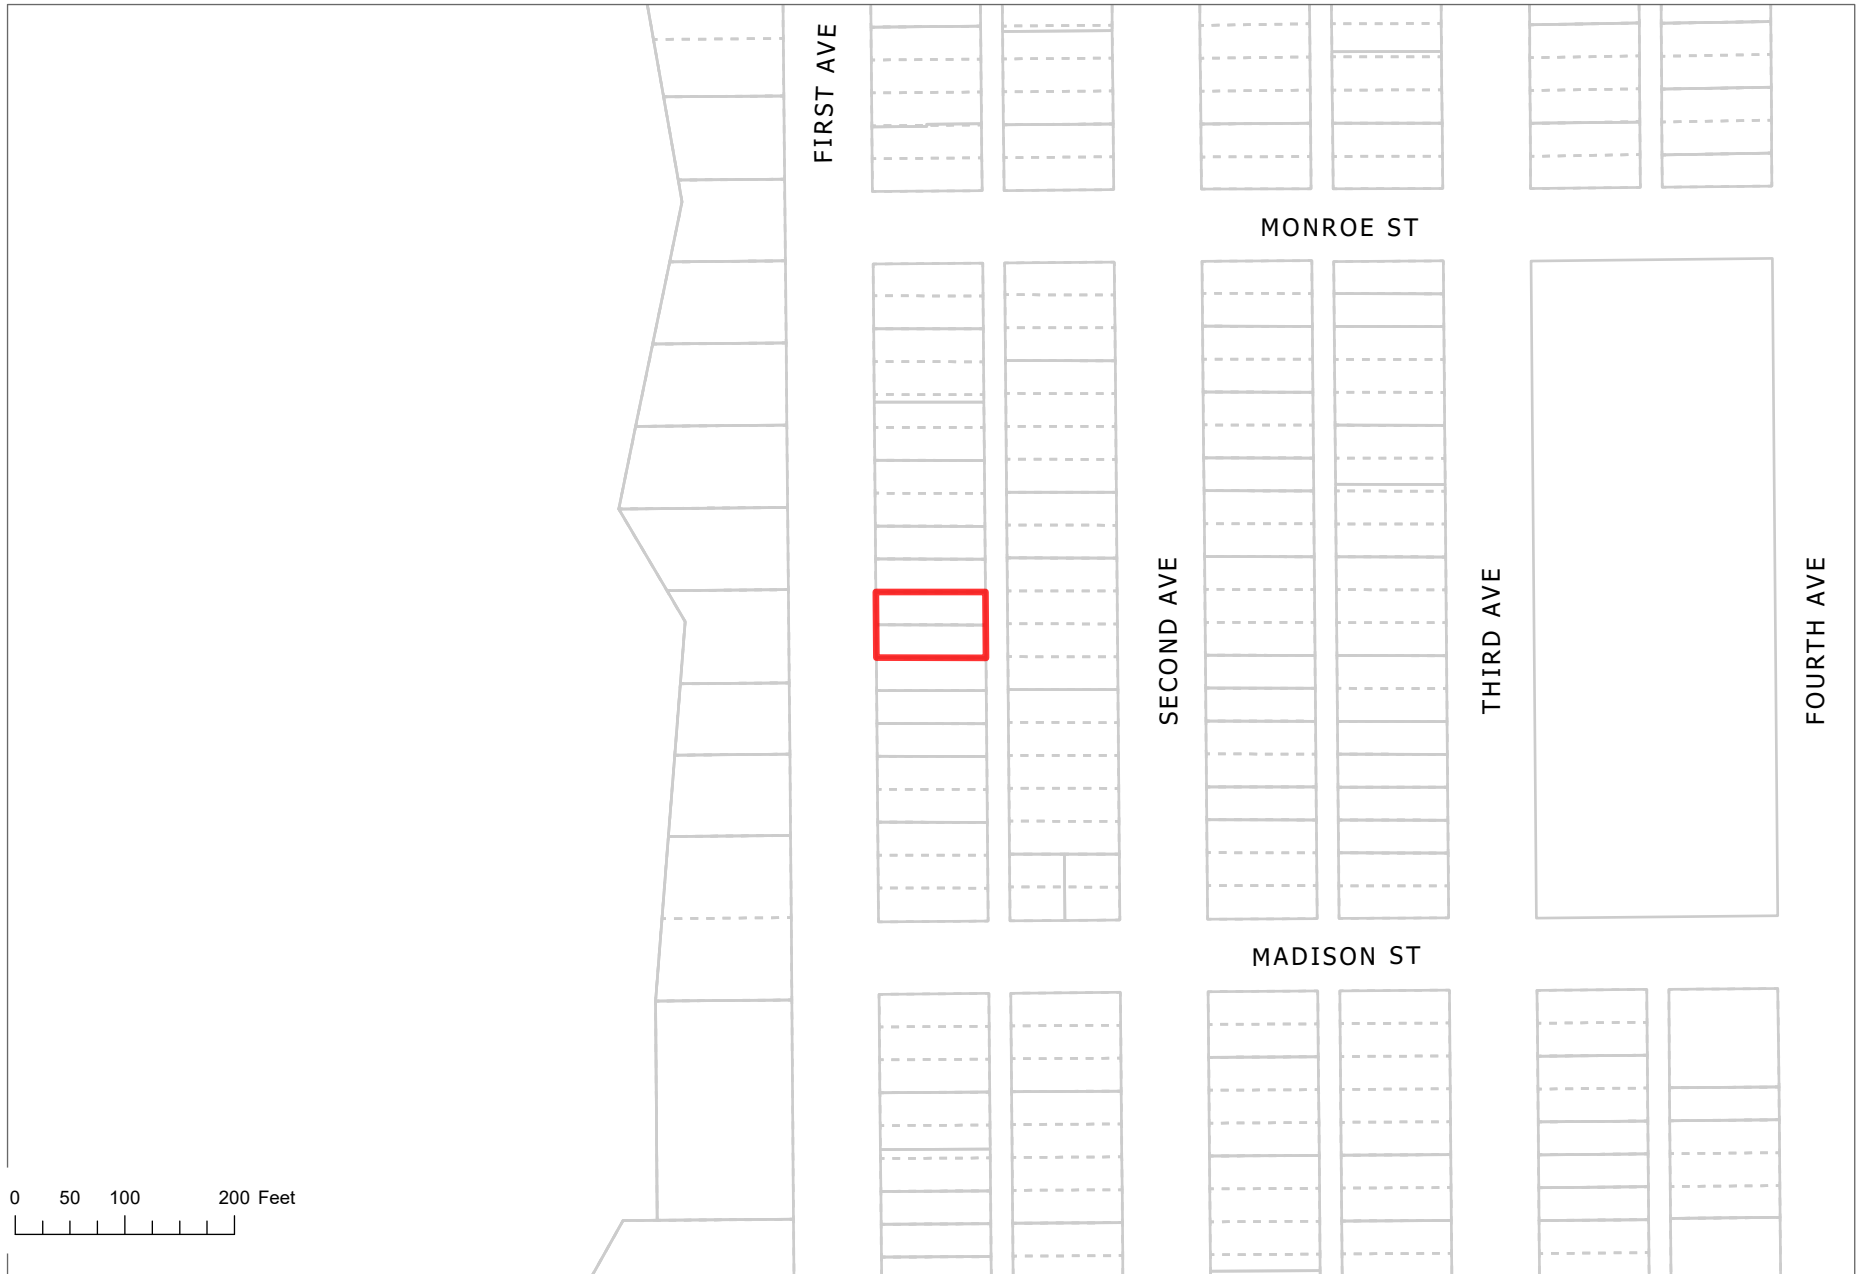 FIRST AVE
MONROE ST
SECOND AVE
THIRD AVE
FOURTH AVE
MADISON ST
0 50 100 200 Feet